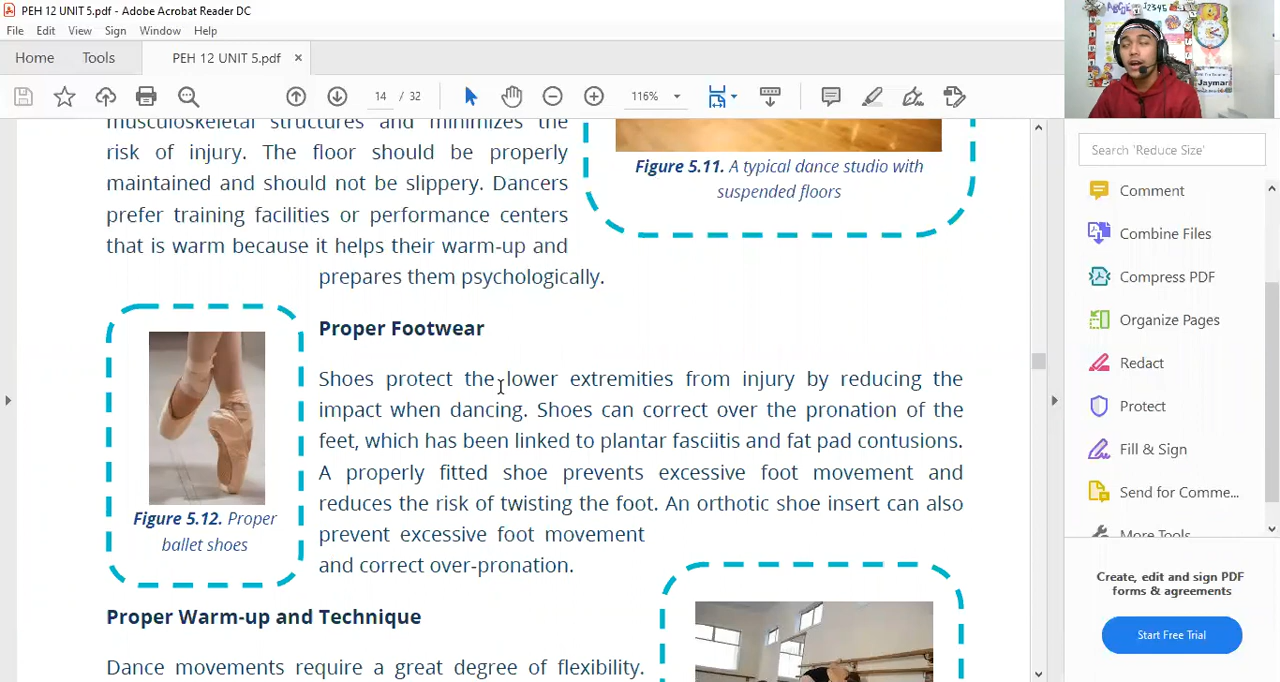 PEH 12 UNIT 5.pdf - Adobe Acrobat Reader DC
File Edit View Sign Window Help
Home Tools PEH 12 UNIT 5.pdf ×
14 / 32 116%
musculoskeletal structures and minimizes the
risk of injury. The floor should be properly
maintained and should not be slippery. Dancers
prefer training facilities or performance centers
that is warm because it helps their warm-up and
prepares them psychologically.
Figure 5.11. A typical dance studio with
suspended floors
Proper Footwear
Shoes protect the lower extremities from injury by reducing the
impact when dancing. Shoes can correct over the pronation of the
feet, which has been linked to plantar fasciitis and fat pad contusions.
A properly fitted shoe prevents excessive foot movement and
reduces the risk of twisting the foot. An orthotic shoe insert can also
prevent excessive foot movement
and correct over-pronation.
Figure 5.12. Proper
ballet shoes
Proper Warm-up and Technique
Dance movements require a great degree of flexibility.
Jaymari
Search 'Reduce Size'
Comment
Combine Files
Compress PDF
Organize Pages
Redact
Protect
Fill & Sign
Send for Comme...
More Tools
Create, edit and sign PDF
forms & agreements
Start Free Trial